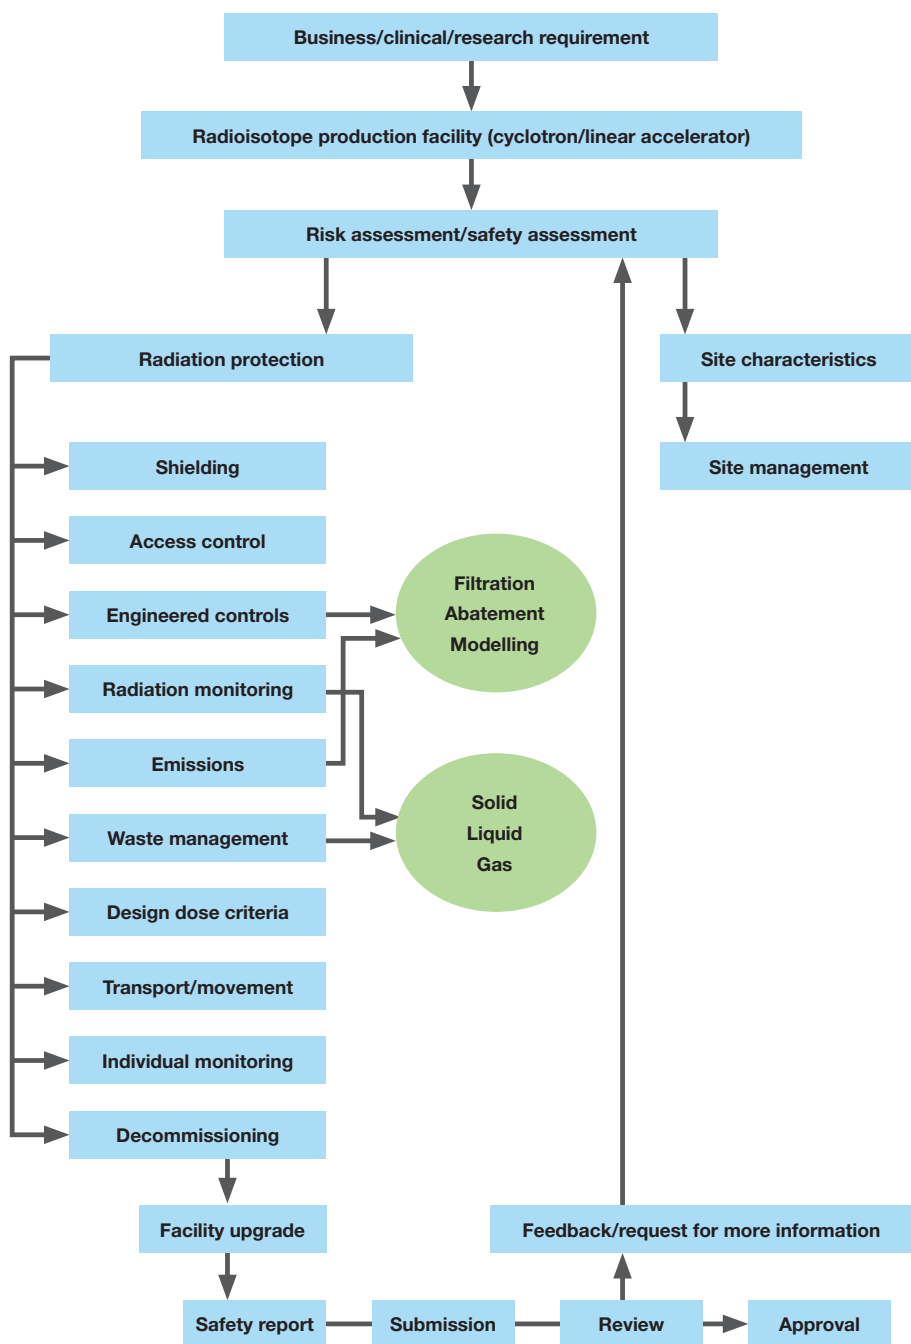 Business/clinical/research requirement
Radioisotope production facility (cyclotron/linear accelerator)
Risk assessment/safety assessment
Radiation protection
Site characteristics
Shielding
Site management
Access control
Engineered controls
Filtration
Abatement
Modelling
Radiation monitoring
Emissions
Waste management
Solid
Liquid
Gas
Design dose criteria
Transport/movement
Individual monitoring
Decommissioning
Facility upgrade
Feedback/request for more information
Safety report
Submission
Review
Approval